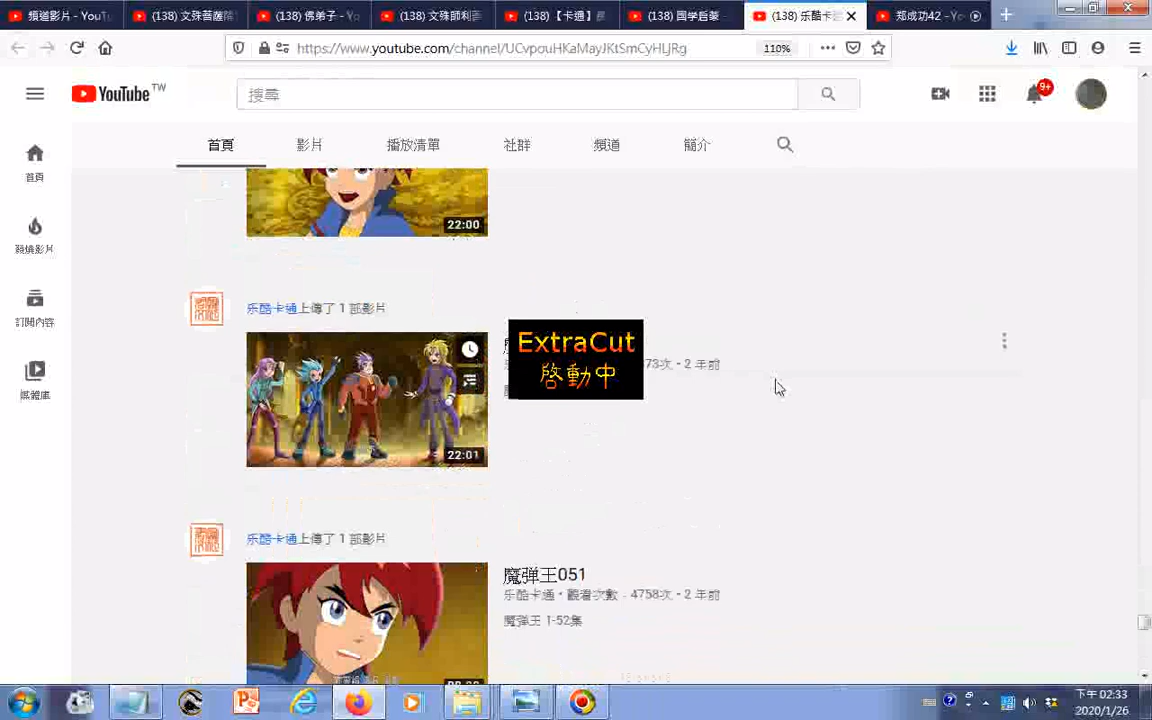 頻道影片 - YouT
(138) 文殊菩薩
(138) 佛弟子 - Yo
(138) 文殊師利
(138)【卡通】
(138) 国学启蒙
(138) 乐酷卡通
郑成功42 - Yo
https://www.youtube.com/channel/UCvpouHKaMayJKtSmCyHLjRg
110%
YouTube TW
搜尋
9+
首頁
影片
播放清單
社群
頻道
簡介
首頁
發燒影片
訂閱內容
媒體庫
22:00
乐酷卡通上傳了 1 部影片
ExtraCut
啓動中
73次 • 2 年前
22:01
乐酷卡通上傳了 1 部影片
魔弹王051
乐酷卡通 • 觀看次數：4758次 • 2 年前
魔弹王 1-52集
下午 02:33
2020/1/26